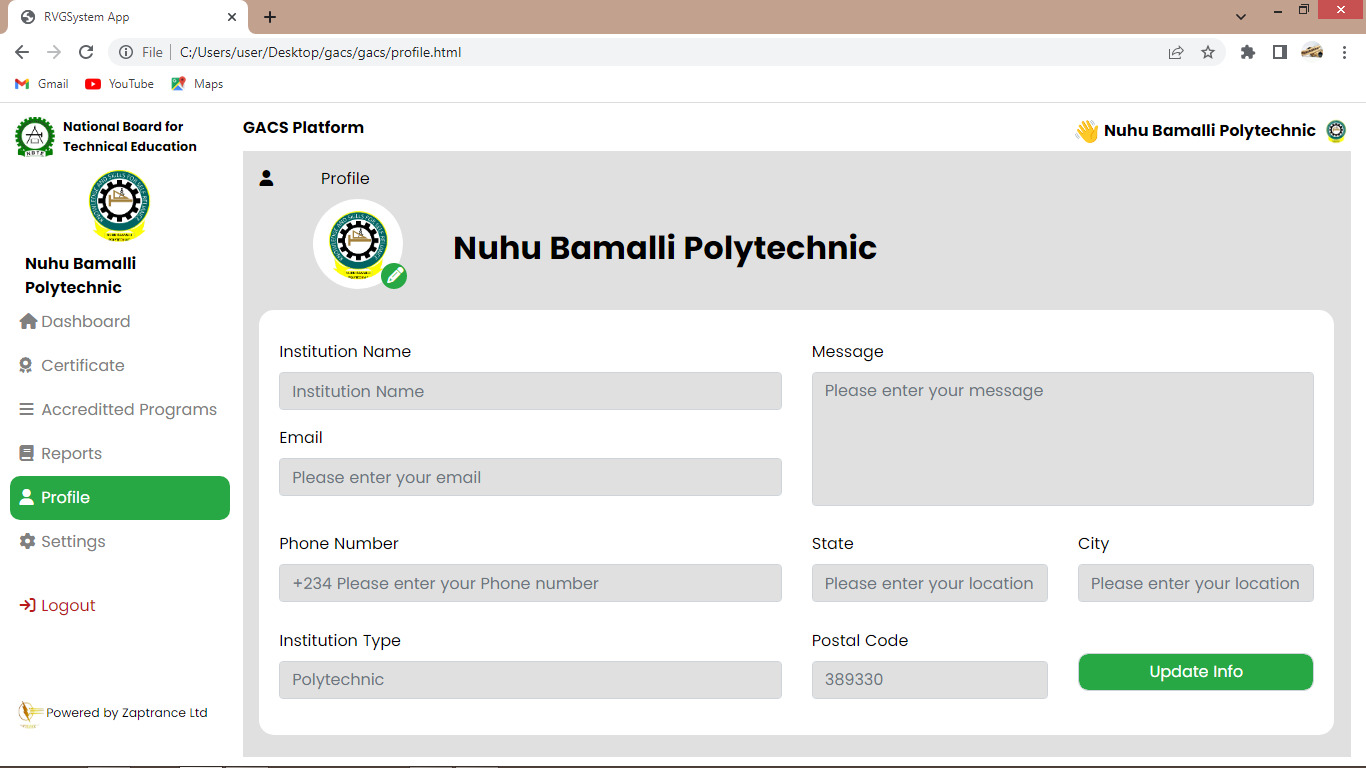 RVGSystem App
File
C:/Users/user/Desktop/gacs/gacs/profile.html
Gmail
YouTube
Maps
National Board for
Technical Education
GACS Platform
Nuhu Bamalli Polytechnic
Nuhu Bamalli
Polytechnic
Dashboard
Certificate
Accreditted Programs
Reports
Profile
Settings
Logout
Powered by Zaptrance Ltd
Profile
Nuhu Bamalli Polytechnic
Institution Name
Institution Name
Message
Please enter your message
Email
Please enter your email
Phone Number
+234 Please enter your Phone number
State
Please enter your location
City
Please enter your location
Institution Type
Polytechnic
Postal Code
389330
Update Info